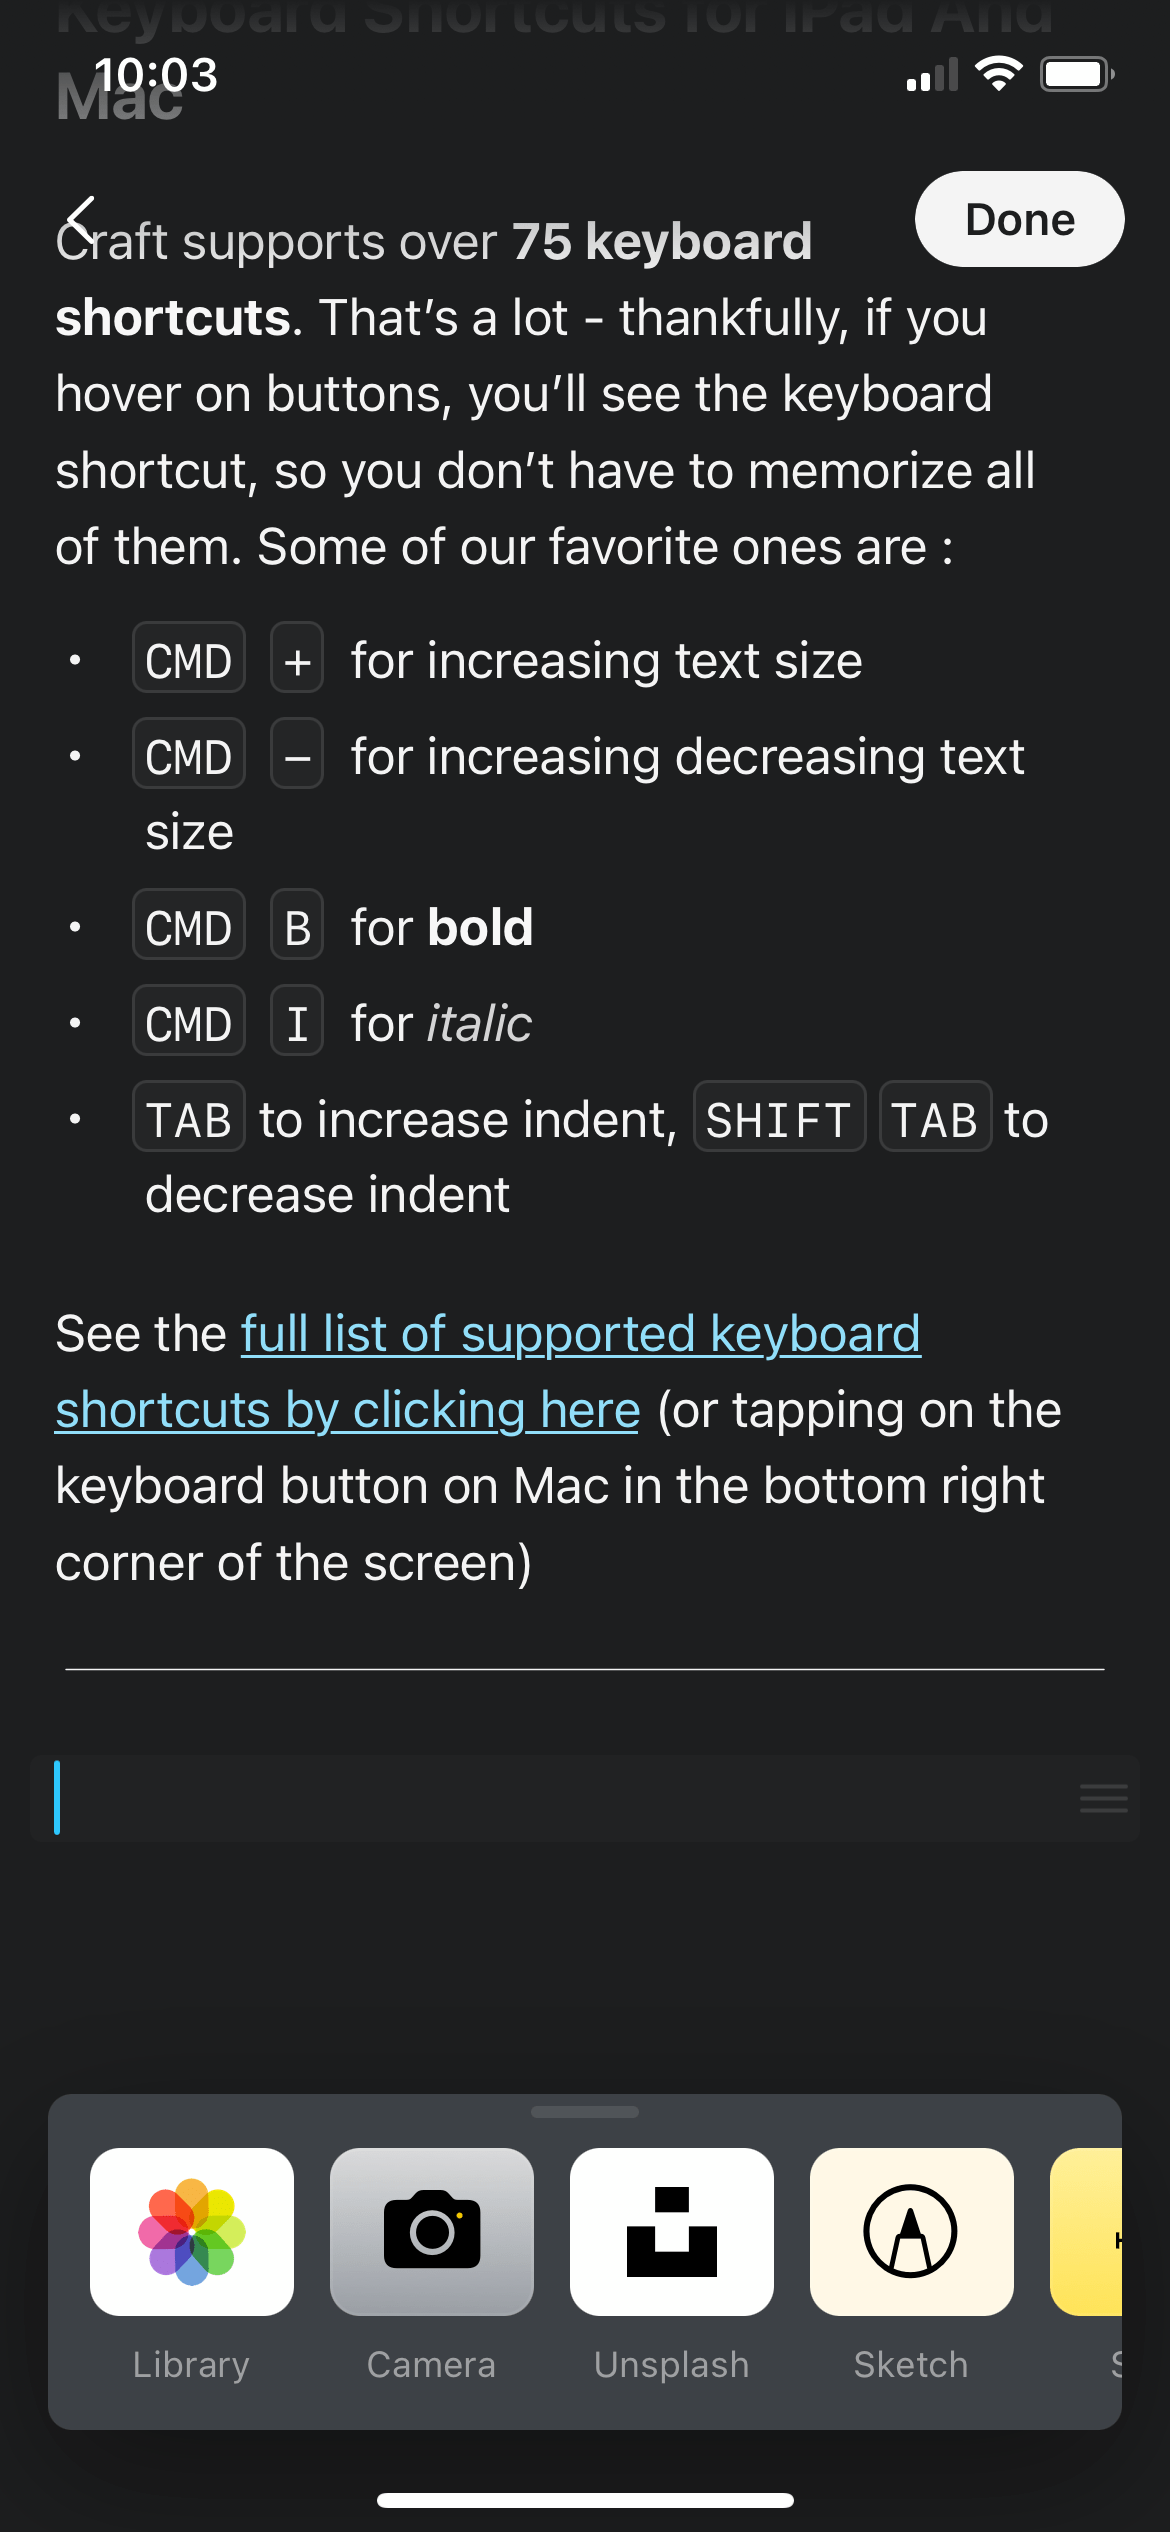 Keyboard Shortcuts for iPad And
Mac
10:03
Done
Craft supports over 75 keyboard
shortcuts. That’s a lot - thankfully, if you
hover on buttons, you’ll see the keyboard
shortcut, so you don’t have to memorize all
of them. Some of our favorite ones are :
• CMD + for increasing text size
• CMD – for increasing decreasing text
size
• CMD B for bold
• CMD I for italic
• TAB to increase indent, SHIFT TAB to
decrease indent
See the full list of supported keyboard
shortcuts by clicking here (or tapping on the
keyboard button on Mac in the bottom right
corner of the screen)
Library Camera Unsplash Sketch